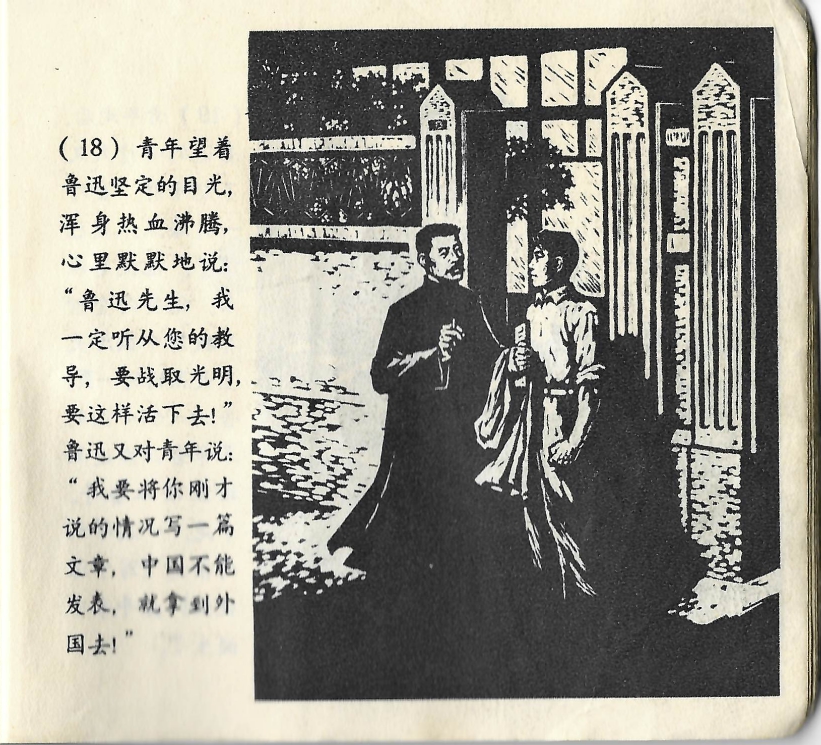 (18) 青年望着
鲁迅坚定的目光,
浑身热血沸腾,
心里默默地说:
“鲁迅先生, 我
一定听从您的教
导, 要战取光明,
要这样活下去!”
鲁迅又对青年说:
“我要将你刚才
说的情况写一篇
文章, 中国不能
发表, 就拿到外
国去!”